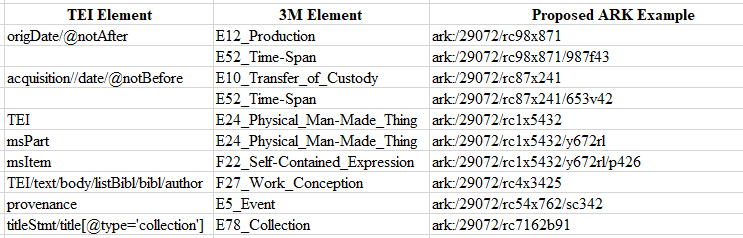 TEI Element 3M Element Proposed ARK Example
origDate/@notAfter E12_Production ark:/29072/rc98x871
E52_Time-Span ark:/29072/rc98x871/987f43
acquisition//date/@notBefore E10_Transfer_of_Custody ark:/29072/rc87x241
E52_Time-Span ark:/29072/rc87x241/653v42
TEI E24_Physical_Man-Made_Thing ark:/29072/rc1x5432
msPart E24_Physical_Man-Made_Thing ark:/29072/rc1x5432/y672rl
msItem F22_Self-Contained_Expression ark:/29072/rc1x5432/y672rl/p426
TEI/text/body/listBibl/bibl/author F27_Work_Conception ark:/29072/rc4x3425
provenance E5_Event ark:/29072/rc54x762/sc342
titleStmt/title[@type='collection'] E78_Collection ark:/29072/rc7162b91